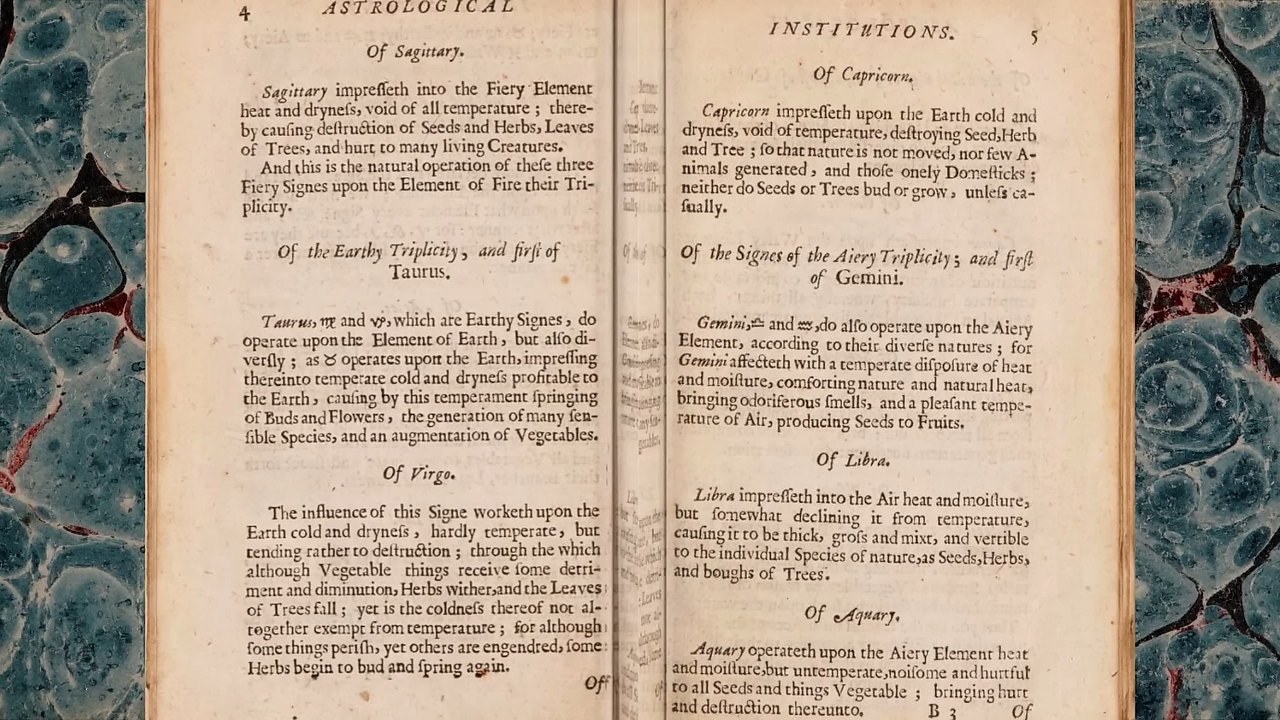 4 ASTROLOGICAL
Of Sagittary.
Sagittary impreſſeth into the Fiery Element
heat and dryneſs, void of all temperature ; there-
by cauſing deſtruction of Seeds and Herbs, Leaves
of Trees, and hurt to many living Creatures.
And this is the natural operation of theſe three
Fiery Signes upon the Element of Fire their Tri-
plicity.
Of the Earthy Triplicity, and firſt of
Taurus.
Taurus, ♍ and ♑, which are Earthy Signes, do
operate upon the Element of Earth, but alſo di-
verſly ; as ♉ operates upon the Earth, impreſſing
thereinto temperate cold and dryneſs profitable to
the Earth, cauſing by this temperament ſpringing
of Buds and Flowers, the generation of many ſen-
ſible Species, and an augmentation of Vegetables.
Of Virgo.
The influence of this Signe worketh upon the
Earth cold and dryneſs, hardly temperate, but
tending rather to deſtruction ; through the which
although Vegetable things receive ſome detri-
ment and diminution, Herbs wither, and the Leaves
of Trees fall ; yet is the coldneſs thereof not al-
together exempt from temperature ; for although
ſome things periſh, yet others are engendred, ſome
Herbs begin to bud and ſpring again.
Of
INSTITUTIONS. 5
Of Capricorn.
Capricorn impreſſeth upon the Earth cold and
dryneſs, void of temperature, deſtroying Seed, Herb
and Tree ; ſo that nature is not moved, nor few A-
nimals generated, and thoſe onely Domeſticks ;
neither do Seeds or Trees bud or grow, unleſs ca-
ſually.
Of the Signes of the Aiery Triplicity ; and firſt
of Gemini.
Gemini, ♎ and ♒, do alſo operate upon the Aiery
Element, according to their diverſe natures ; for
Gemini affecteth with a temperate diſpoſure of heat
and moiſture, comforting nature and natural heat,
bringing odoriferous ſmells, and a pleaſant tempe-
rature of Air, producing Seeds to Fruits.
Of Libra.
Libra impreſſeth into the Air heat and moiſture,
but ſomewhat declining it from temperature,
cauſing it to be thick, groſs and mixt, and vertible
to the individual Species of nature, as Seeds, Herbs,
and boughs of Trees.
Of Aquary.
Aquary operateth upon the Aiery Element heat
and moiſture, but untemperate, noiſome and hurtful
to all Seeds and things Vegetable ; bringing hurt
and deſtruction thereunto. B 3 Of